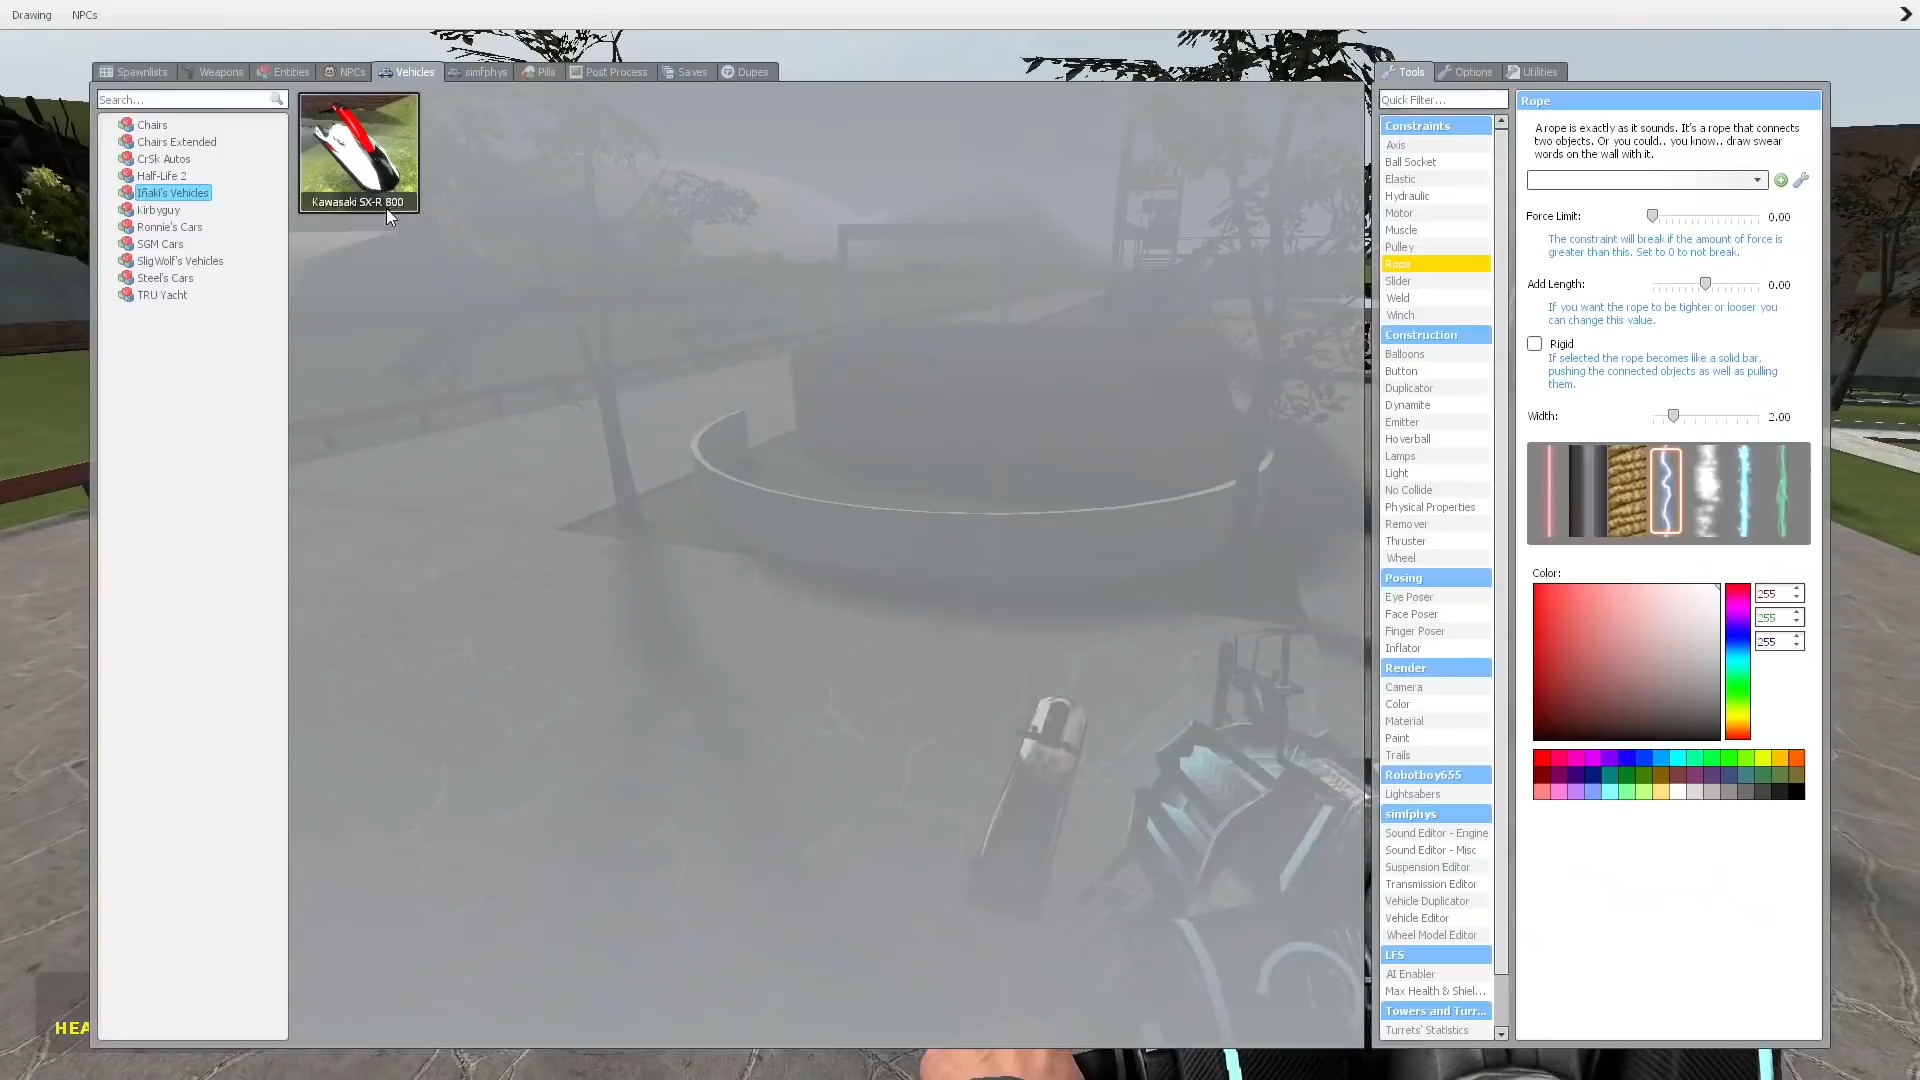 Drawing NPCs
Spawnlists Weapons Entities NPCs Vehicles simfphys Pills Post Process Saves Dupes
Search...
Chairs
Chairs Extended
CrSk Autos
Half-Life 2
Iñaki's Vehicles
Kirbyguy
Ronnie's Cars
SGM Cars
SligWolf's Vehicles
Steel's Cars
TRU Yacht
Kawasaki SX-R 800
HEA
Tools Options Utilities
Quick Filter...
Constraints
Axis
Ball Socket
Elastic
Hydraulic
Motor
Muscle
Pulley
Rope
Slider
Weld
Winch
Construction
Balloons
Button
Duplicator
Dynamite
Emitter
Hoverball
Lamps
Light
No Collide
Physical Properties
Remover
Thruster
Wheel
Posing
Eye Poser
Face Poser
Finger Poser
Inflator
Render
Camera
Color
Material
Paint
Trails
Robotboy655
Lightsabers
simfphys
Sound Editor - Engine
Sound Editor - Misc
Suspension Editor
Transmission Editor
Vehicle Duplicator
Vehicle Editor
Wheel Model Editor
LFS
AI Enabler
Max Health & Shiel...
Towers and Turr...
Turrets' Statistics
Rope
A rope is exactly as it sounds. It's a rope that connects
two objects. Or you could.. you know.. draw swear
words on the wall with it.
Force Limit: 0.00
The constraint will break if the amount of force is
greater than this. Set to 0 to not break.
Add Length: 0.00
If you want the rope to be tighter or looser you
can change this value.
Rigid
If selected the rope becomes like a solid bar,
pushing the connected objects as well as pulling
them.
Width: 2.00
Color:
255
255
255